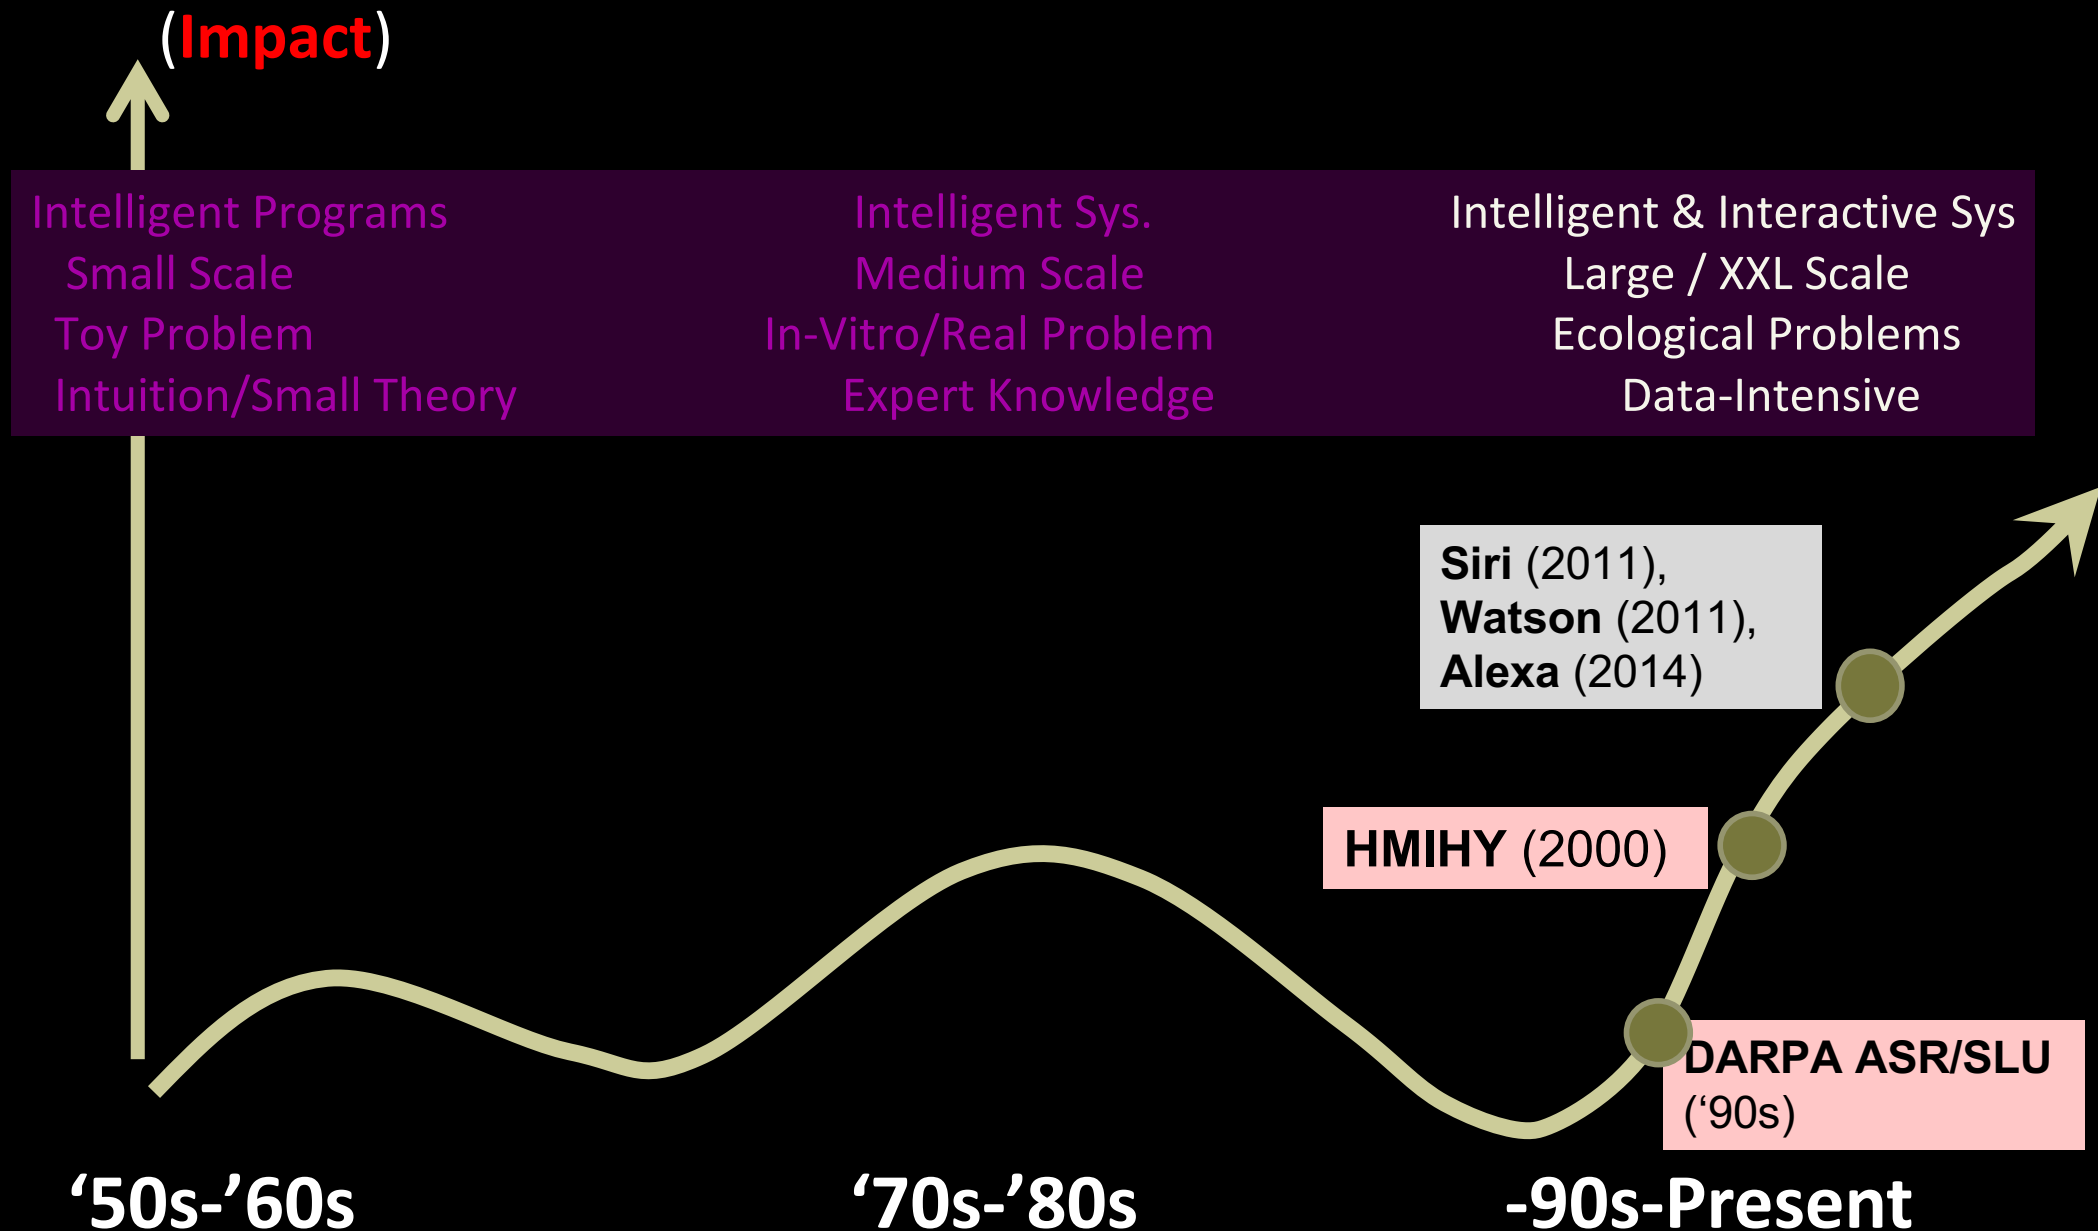 (Impact)
Intelligent Programs
Small Scale
Toy Problem
Intuition/Small Theory
Intelligent Sys.
Medium Scale
In-Vitro/Real Problem
Expert Knowledge
Intelligent & Interactive Sys
Large / XXL Scale
Ecological Problems
Data-Intensive
Siri (2011),
Watson (2011),
Alexa (2014)
HMIHY (2000)
DARPA ASR/SLU
(‘90s)
‘50s-’60s
‘70s-’80s
-90s-Present